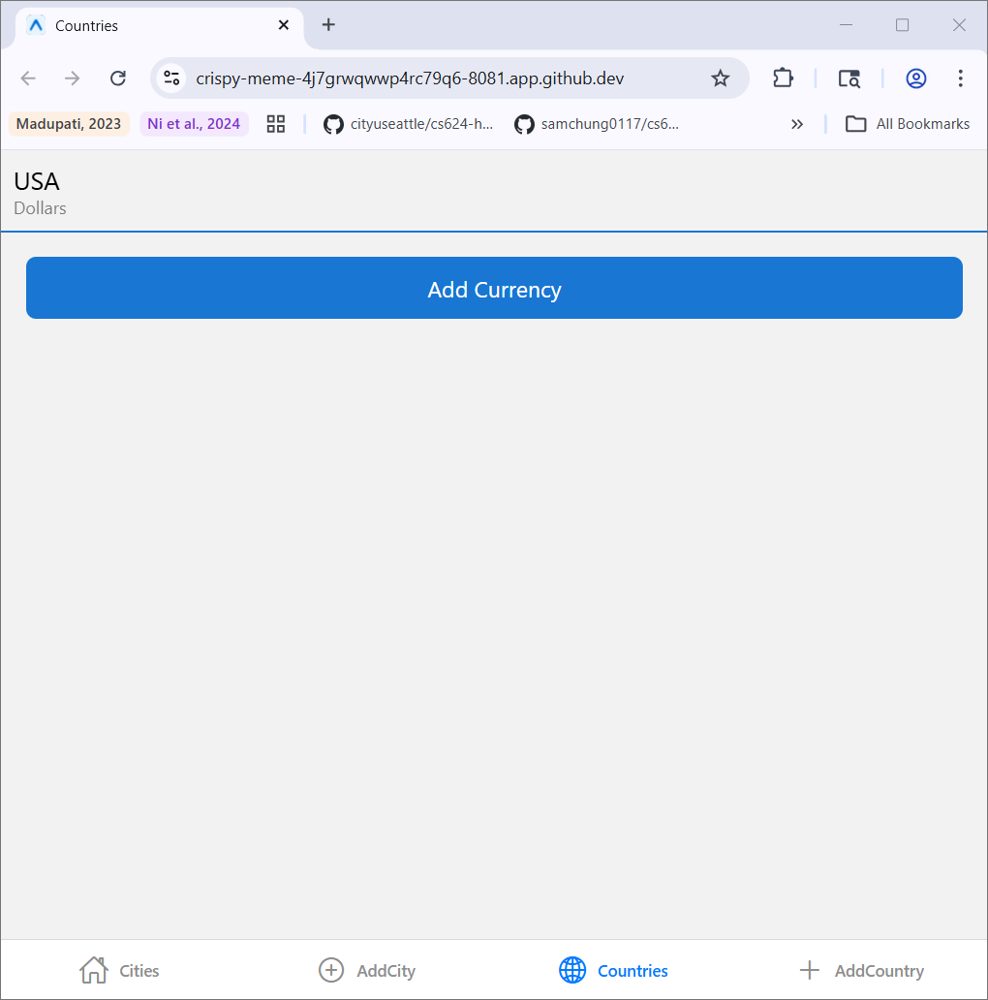 Countries
crispy-meme-4j7grwqwwp4rc79q6-8081.app.github.dev
Madupati, 2023 Ni et al., 2024 cityuseattle/cs624-h... samchung0117/cs6... All Bookmarks
USA
Dollars
Add Currency
Cities AddCity Countries AddCountry